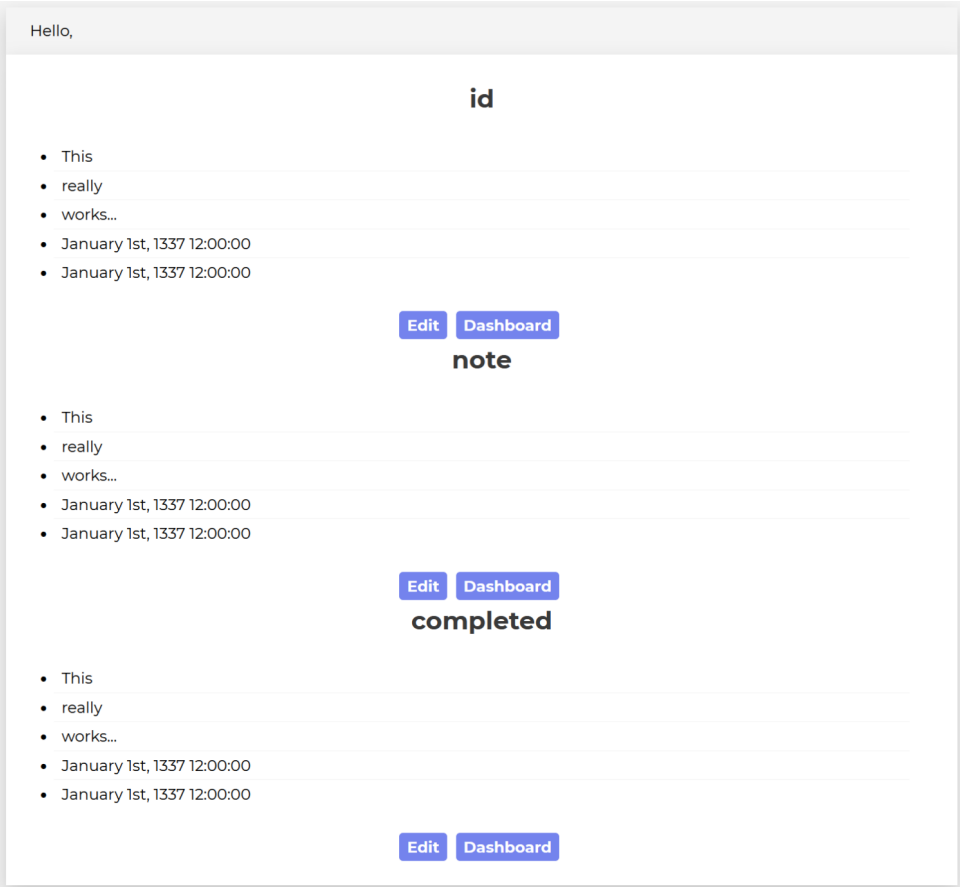 Hello,
id
This
really
works...
January 1st, 1337 12:00:00
January 1st, 1337 12:00:00
Edit Dashboard
note
This
really
works...
January 1st, 1337 12:00:00
January 1st, 1337 12:00:00
Edit Dashboard
completed
This
really
works...
January 1st, 1337 12:00:00
January 1st, 1337 12:00:00
Edit Dashboard